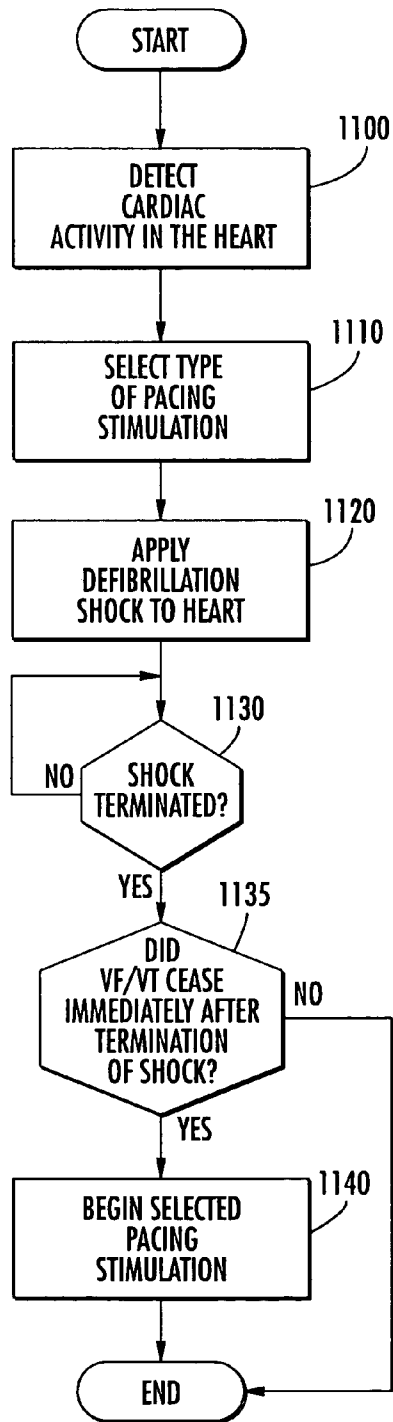 START
1100
DETECT
CARDIAC
ACTIVITY IN THE HEART
1110
SELECT TYPE
OF PACING
STIMULATION
1120
APPLY
DEFIBRILLATION
SHOCK TO HEART
1130
NO
SHOCK
TERMINATED?
YES
1135
DID
VF/VT CEASE
IMMEDIATELY AFTER
TERMINATION
OF SHOCK?
NO
YES
1140
BEGIN SELECTED
PACING
STIMULATION
END